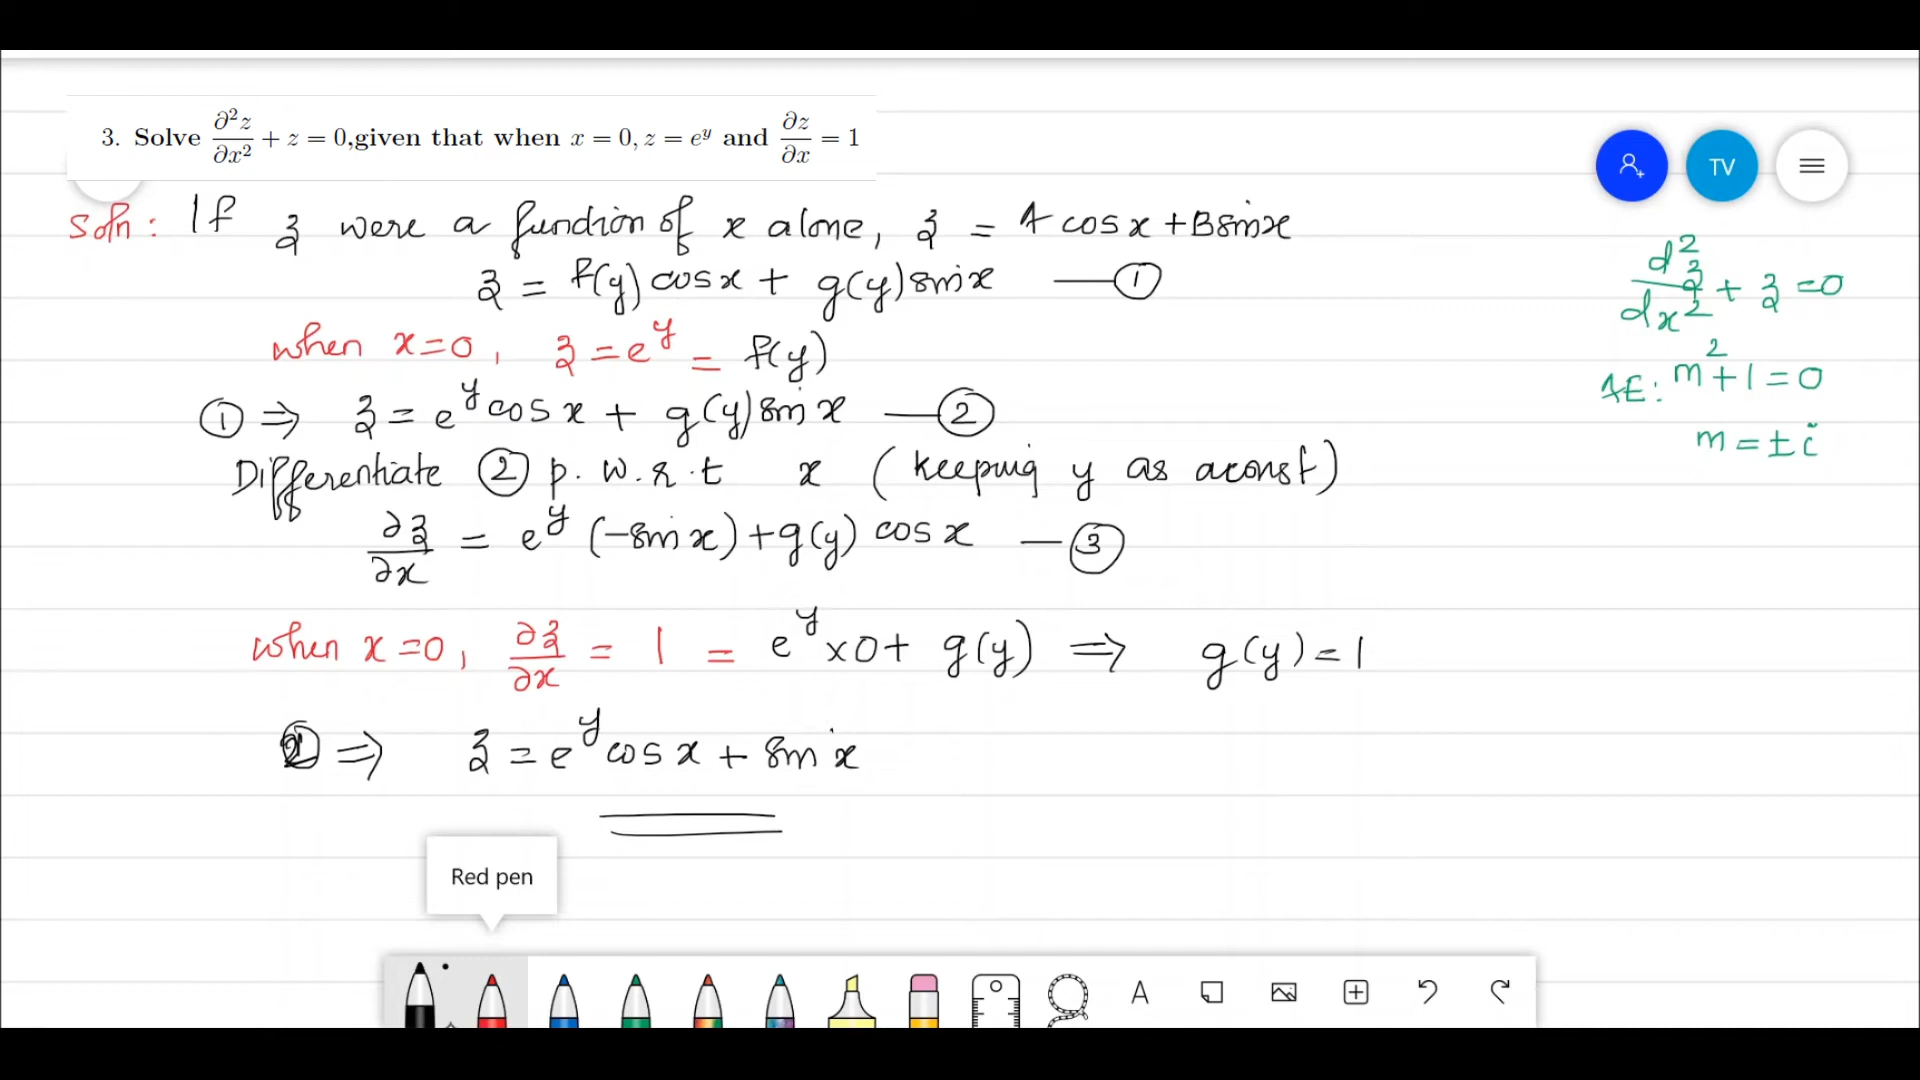 3. Solve ∂²z/∂x² + z = 0,given that when x = 0, z = e^y and ∂z/∂x = 1
TV
Soln : If z were a function of x alone, z = A cos x + B sin x
z = f(y) cos x + g(y) sin x —①
d²z/dx² + z = 0
when x = 0, z = e^y = f(y)
AE: m² + 1 = 0
① ⇒ z = e^y cos x + g(y) sin x —②
m = ± i
Differentiate ② p. w. r. t x (keeping y as a const)
∂z/∂x = e^y (-sin x) + g(y) cos x —③
when x = 0, ∂z/∂x = 1 = e^y x 0 + g(y) ⇒ g(y) = 1
② ⇒ z = e^y cos x + sin x
Red pen
A